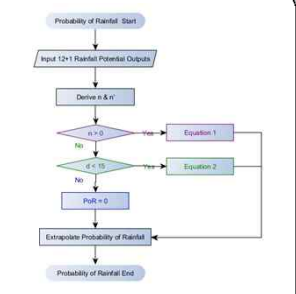 Probability of Rainfall Start
Input 12+1 Rainfall Potential Outputs
Derive n & n'
n > 0
Yes
Equation 1
No
d < 15
Yes
Equation 2
No
PoR = 0
Extrapolate Probability of Rainfall
Probability of Rainfall End